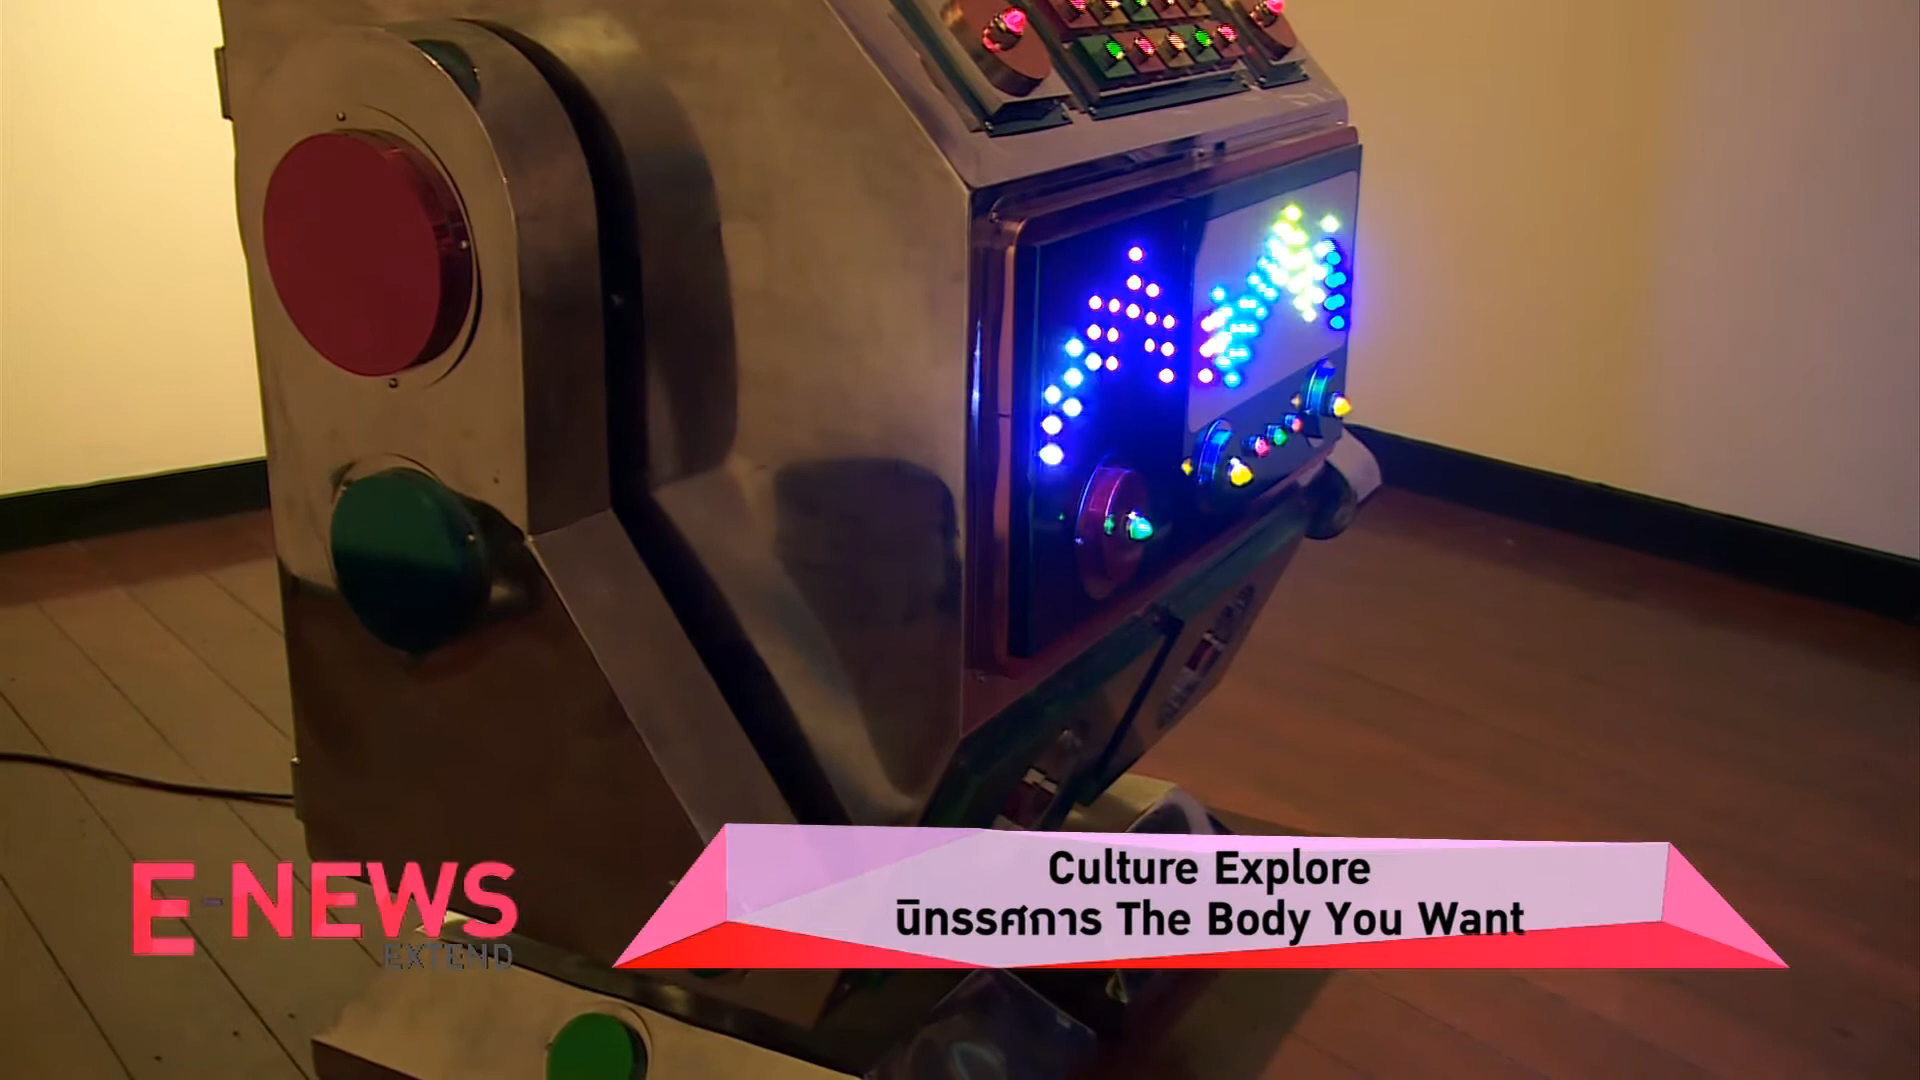 Culture Explore
นิทรรศการ The Body You Want
E-NEWS
EXTEND